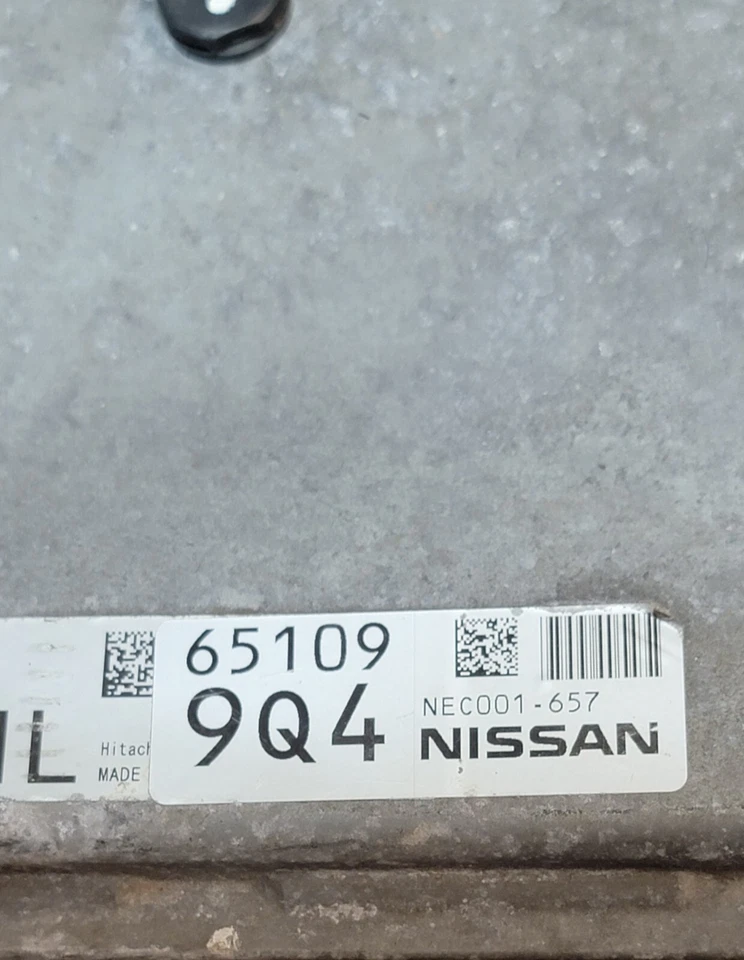 65109
9Q4
NEC001-657
NISSAN
L
Hitach
MADE